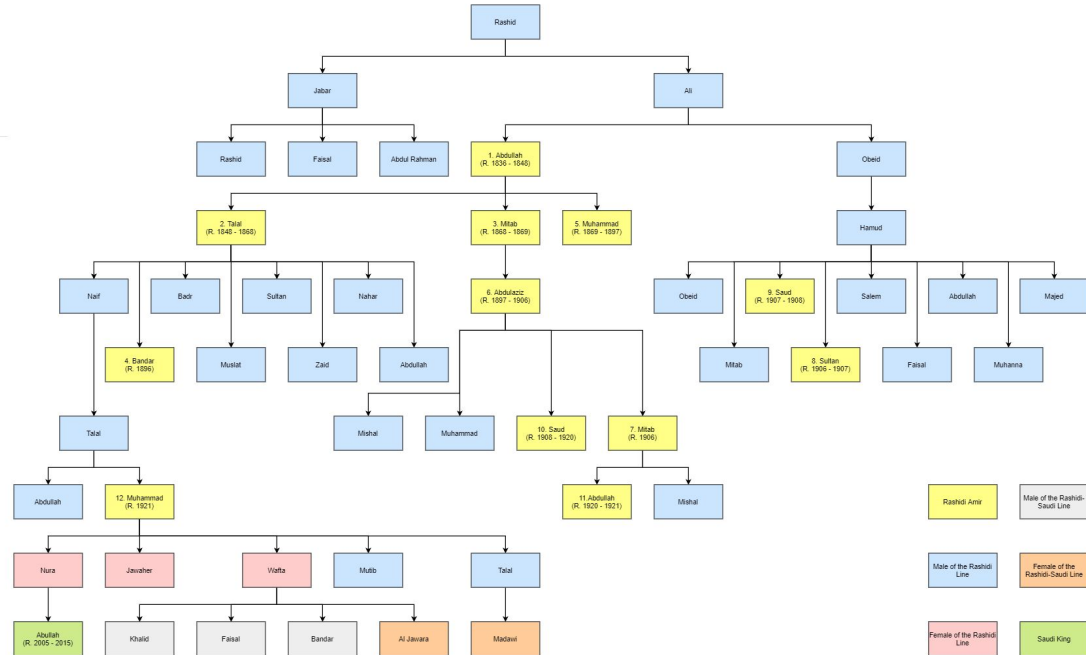 Rashid
Jabar
Ali
Rashid
Faisal
Abdul Rahman
1. Abdullah
(R. 1836 - 1848)
Obeid
2. Talal
(R. 1848 - 1868)
3. Mitab
(R. 1868 - 1869)
5. Muhammad
(R. 1869 - 1897)
Hamud
Naif
Badr
Sultan
Nahar
6. Abdulaziz
(R. 1897 - 1906)
Obeid
9. Saud
(R. 1907 - 1908)
Salem
Abdullah
Majed
4. Bandar
(R. 1896)
Muslat
Zaid
Abdullah
Mitab
8. Sultan
(R. 1906 - 1907)
Faisal
Muhanna
Talal
Mishal
Muhammad
10. Saud
(R. 1908 - 1920)
7. Mitab
(R. 1906)
Abdullah
12. Muhammad
(R. 1921)
11.Abdullah
(R. 1920 - 1921)
Mishal
Rashidi Amir
Male of the Rashidi-
Saudi Line
Nura
Jawaher
Wafta
Mutib
Talal
Male of the Rashidi
Line
Female of the
Rashidi-Saudi Line
Abullah
(R. 2005 - 2015)
Khalid
Faisal
Bandar
Al Jawara
Madawi
Female of the Rashidi
Line
Saudi King